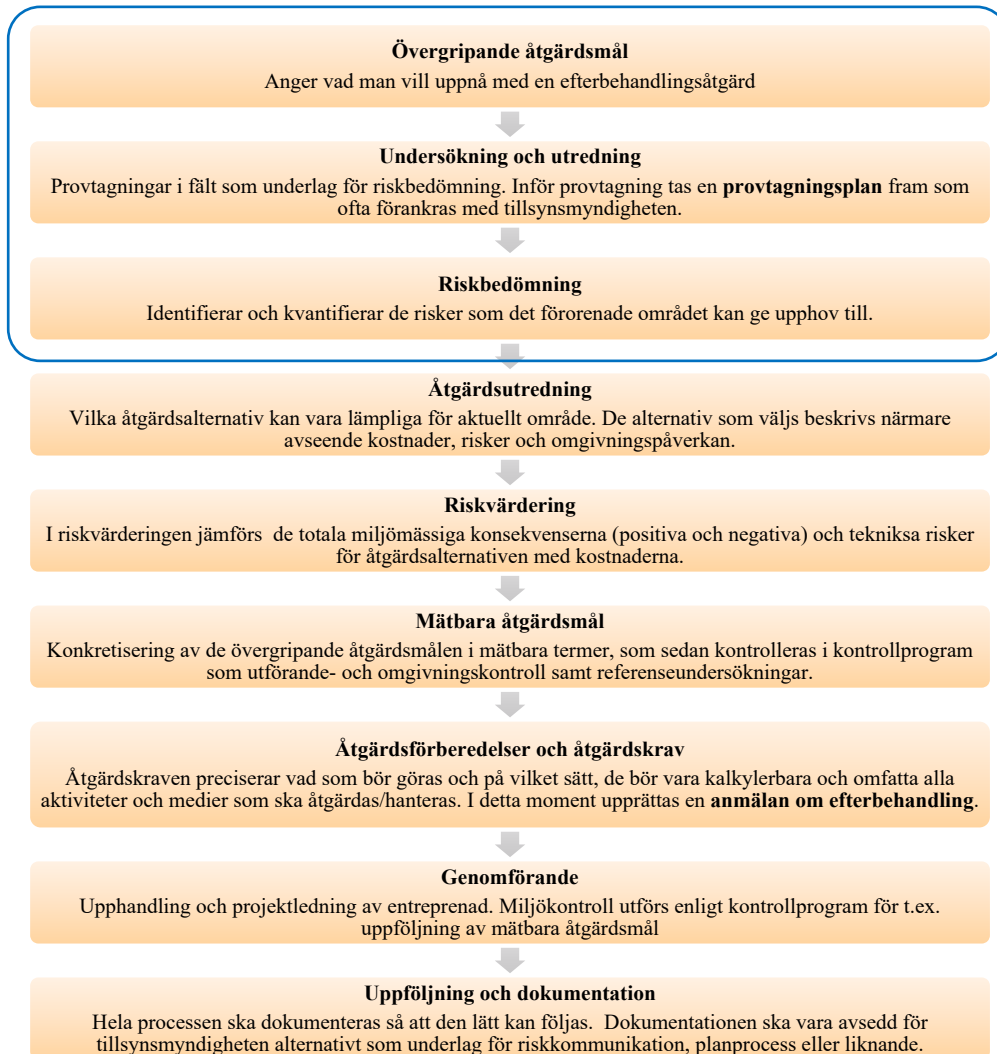 Övergripande åtgärdsmål
Anger vad man vill uppnå med en efterbehandlingsåtgärd
Undersökning och utredning
Provtagningar i fält som underlag för riskbedömning. Inför provtagning tas en provtagningsplan fram som
ofta förankras med tillsynsmyndigheten.
Riskbedömning
Identifierar och kvantifierar de risker som det förorenade området kan ge upphov till.
Åtgärdsutredning
Vilka åtgärdsalternativ kan vara lämpliga för aktuellt område. De alternativ som väljs beskrivs närmare
avseende kostnader, risker och omgivningspåverkan.
Riskvärdering
I riskvärderingen jämförs  de totala miljömässiga konsekvenserna (positiva och negativa) och tekniksa risker
för åtgärdsalternativen med kostnaderna.
Mätbara åtgärdsmål
Konkretisering av de övergripande åtgärdsmålen i mätbara termer, som sedan kontrolleras i kontrollprogram
som utförande- och omgivningskontroll samt referenseundersökningar.
Åtgärdsförberedelser och åtgärdskrav
Åtgärdskraven preciserar vad som bör göras och på vilket sätt, de bör vara kalkylerbara och omfatta alla
aktiviteter och medier som ska åtgärdas/hanteras. I detta moment upprättas en anmälan om efterbehandling.
Genomförande
Upphandling och projektledning av entreprenad. Miljökontroll utförs enligt kontrollprogram för t.ex.
uppföljning av mätbara åtgärdsmål
Uppföljning och dokumentation
Hela processen ska dokumenteras så att den lätt kan följas.  Dokumentationen ska vara avsedd för
tillsynsmyndigheten alternativt som underlag för riskkommunikation, planprocess eller liknande.